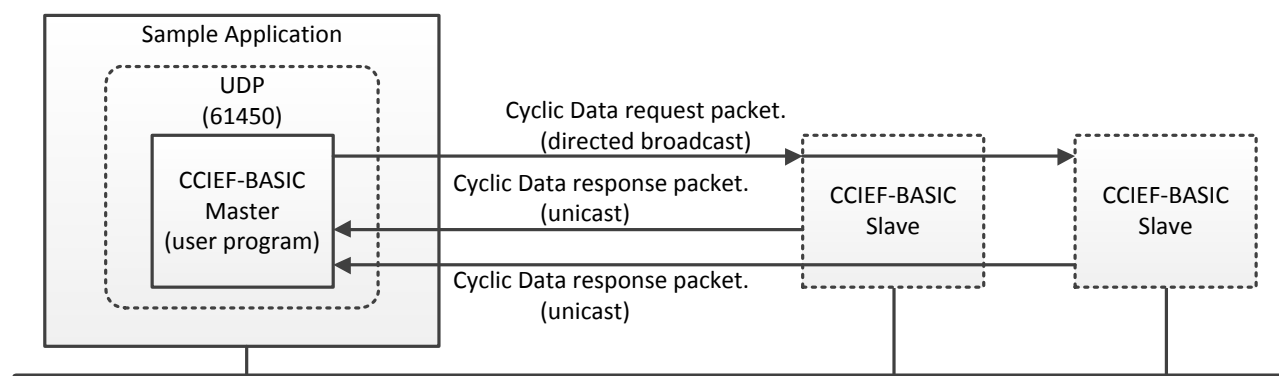 Sample Application
UDP
(61450)
CCIEF-BASIC
Master
(user program)
Cyclic Data request packet.
(directed broadcast)
Cyclic Data response packet.
(unicast)
Cyclic Data response packet.
(unicast)
CCIEF-BASIC
Slave
CCIEF-BASIC
Slave